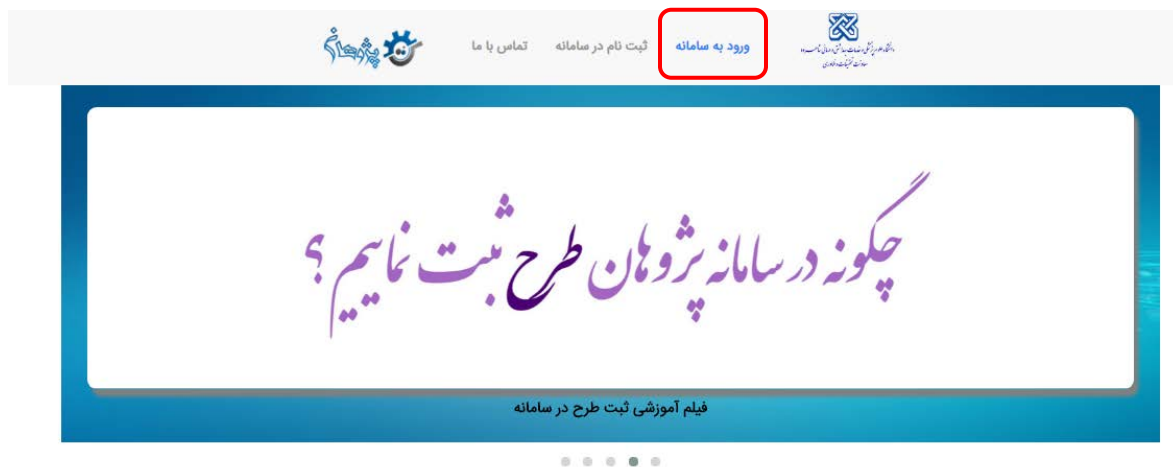 ورود به سامانه
ثبت نام در سامانه
تماس با ما
پژوهان
چگونه در سامانه پژوهان طرح ثبت نماییم ؟
فیلم آموزشی ثبت طرح در سامانه